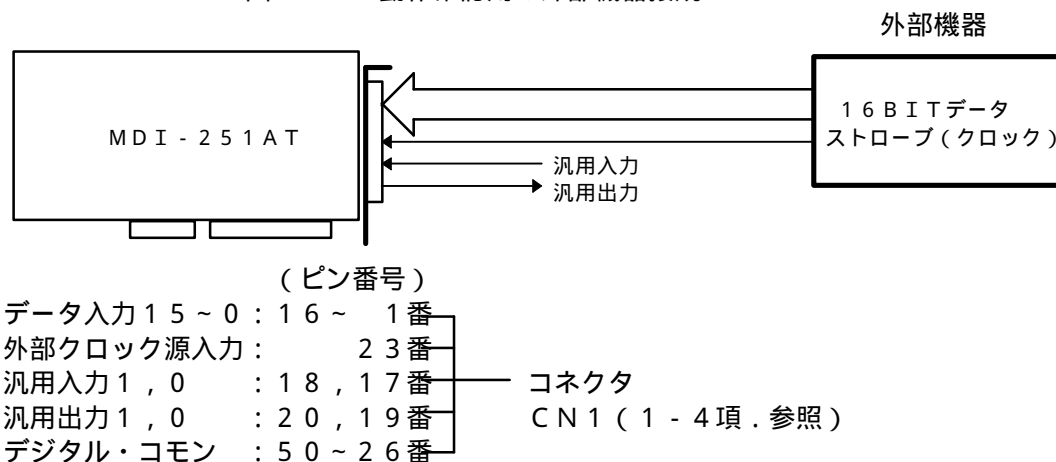 外部機器
MDI-251AT
16BITデータ
ストローブ(クロック)
汎用入力
汎用出力
(ピン番号)
データ入力15~0:16~ 1番
外部クロック源入力: 23番
汎用入力1,0 :18,17番
汎用出力1,0 :20,19番
デジタル・コモン :50~26番
コネクタ
CN1(1-4項.参照)